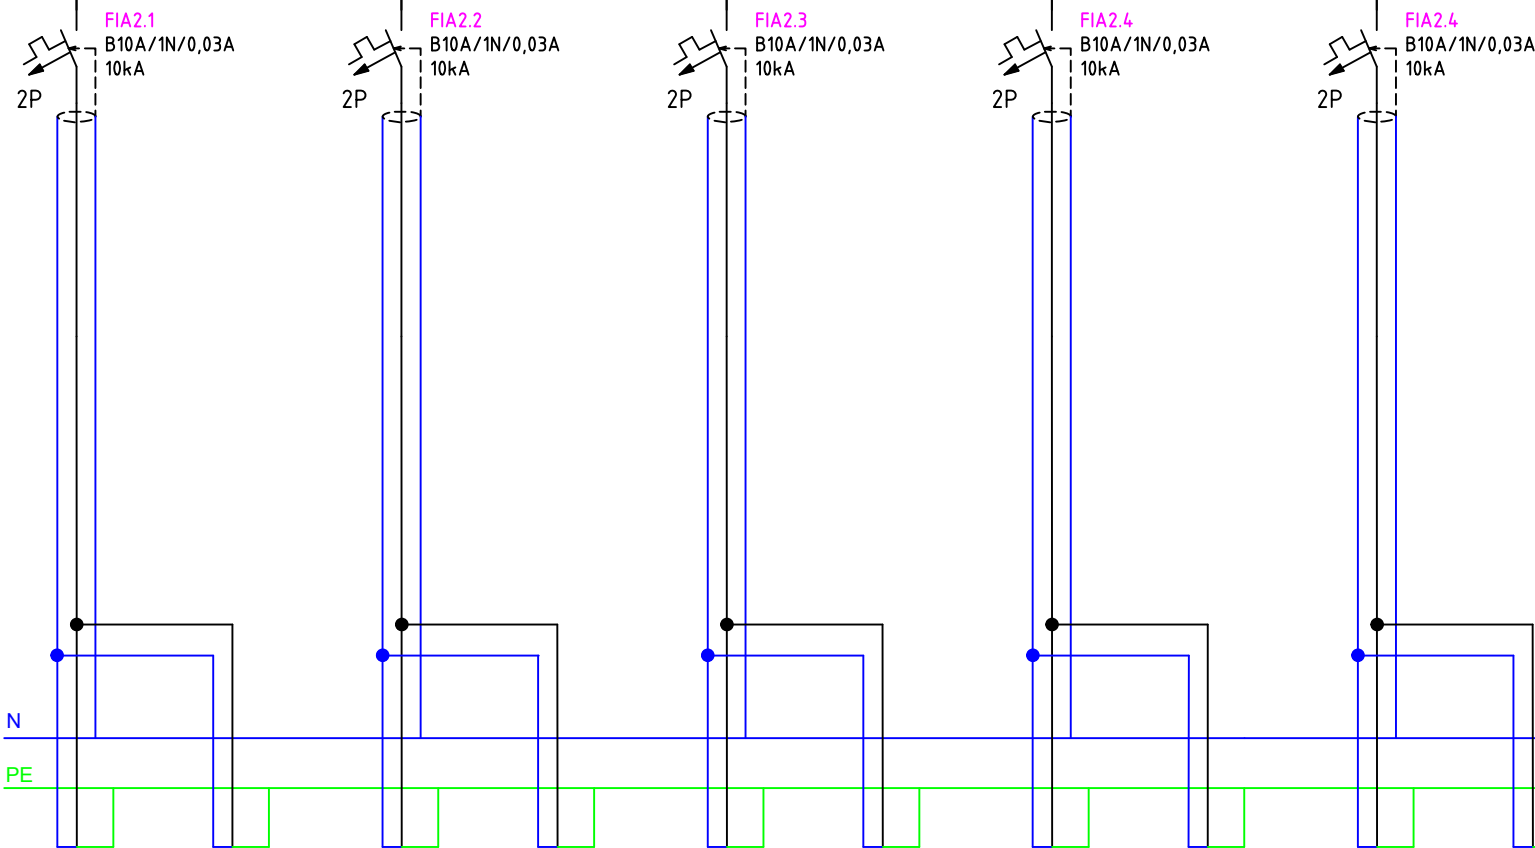 FIA2.1
B10A/1N/0,03A
10kA
2P
FIA2.2
B10A/1N/0,03A
10kA
2P
FIA2.3
B10A/1N/0,03A
10kA
2P
FIA2.4
B10A/1N/0,03A
10kA
2P
FIA2.4
B10A/1N/0,03A
10kA
2P
N
PE